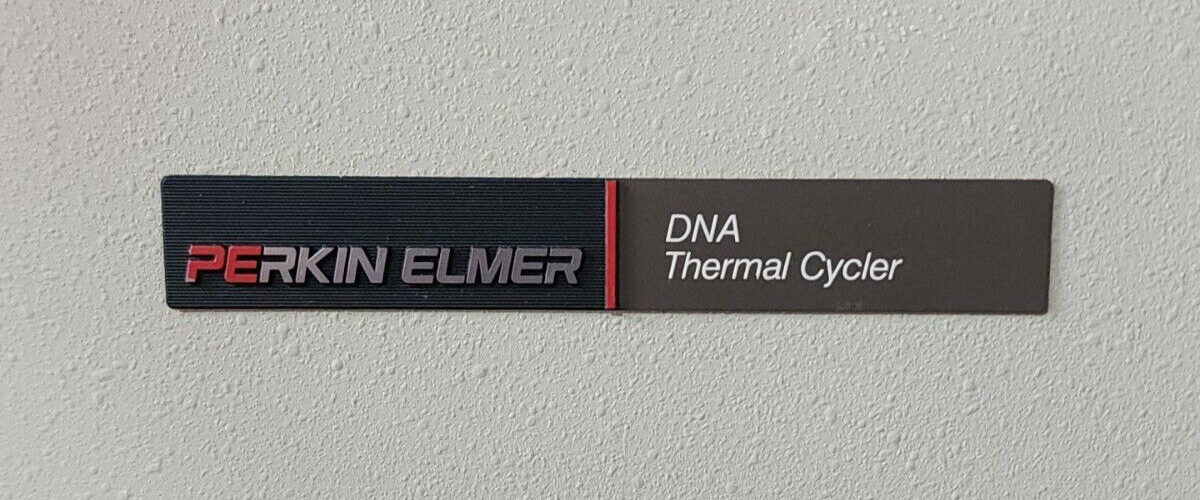 PERKIN ELMER
DNA
Thermal Cycler